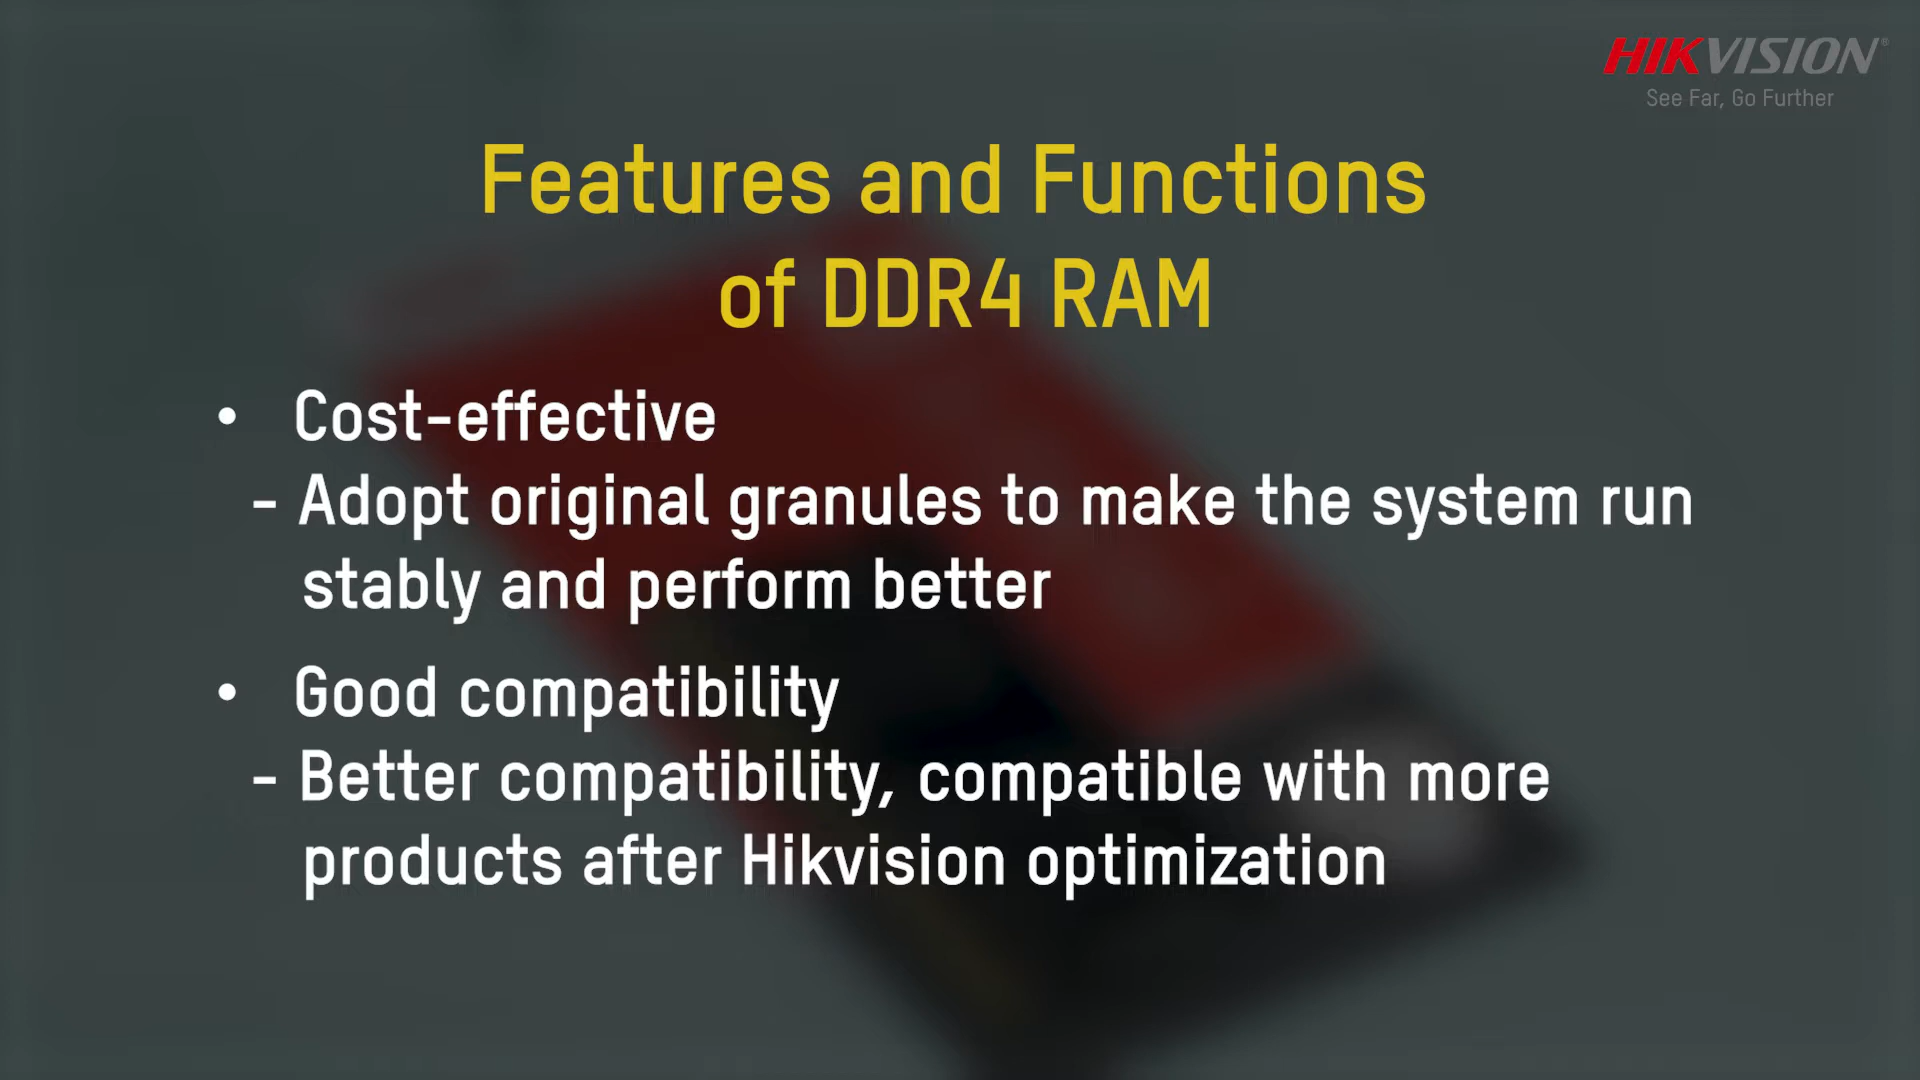 HIKVISION®
See Far, Go Further
Features and Functions
of DDR4 RAM
• Cost-effective
- Adopt original granules to make the system run
stably and perform better
• Good compatibility
- Better compatibility, compatible with more
products after Hikvision optimization